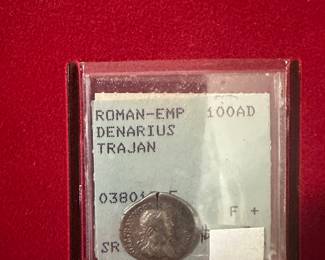 ROMAN-EMP 100AD
DENARIUS
TRAJAN
F +
SR